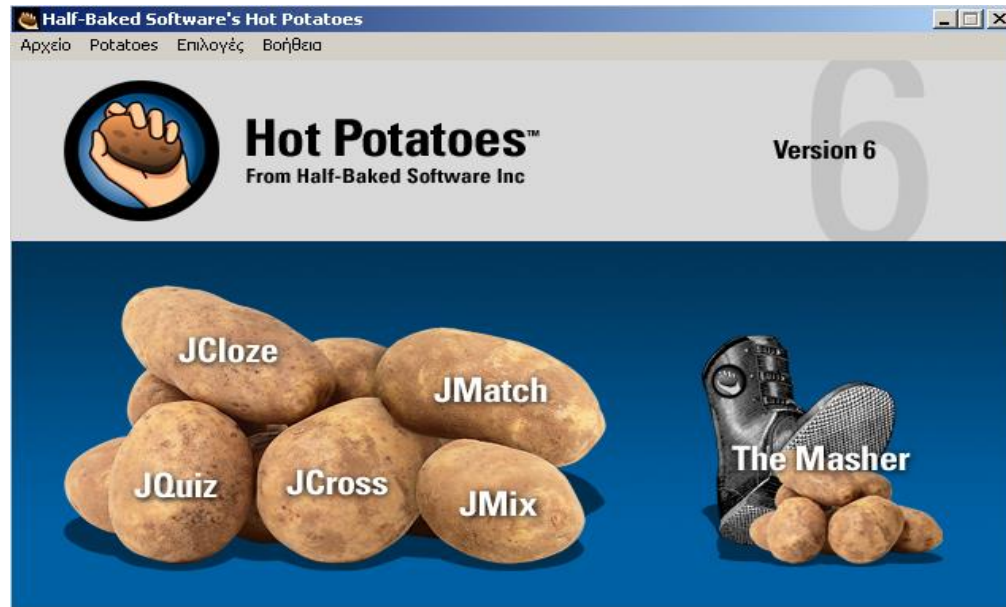 Half-Baked Software's Hot Potatoes
Αρχείο Potatoes Επιλογές Βοήθεια
6
Hot Potatoes™
From Half-Baked Software Inc
Version 6
JCloze
JMatch
JQuiz
JCross
JMix
The Masher